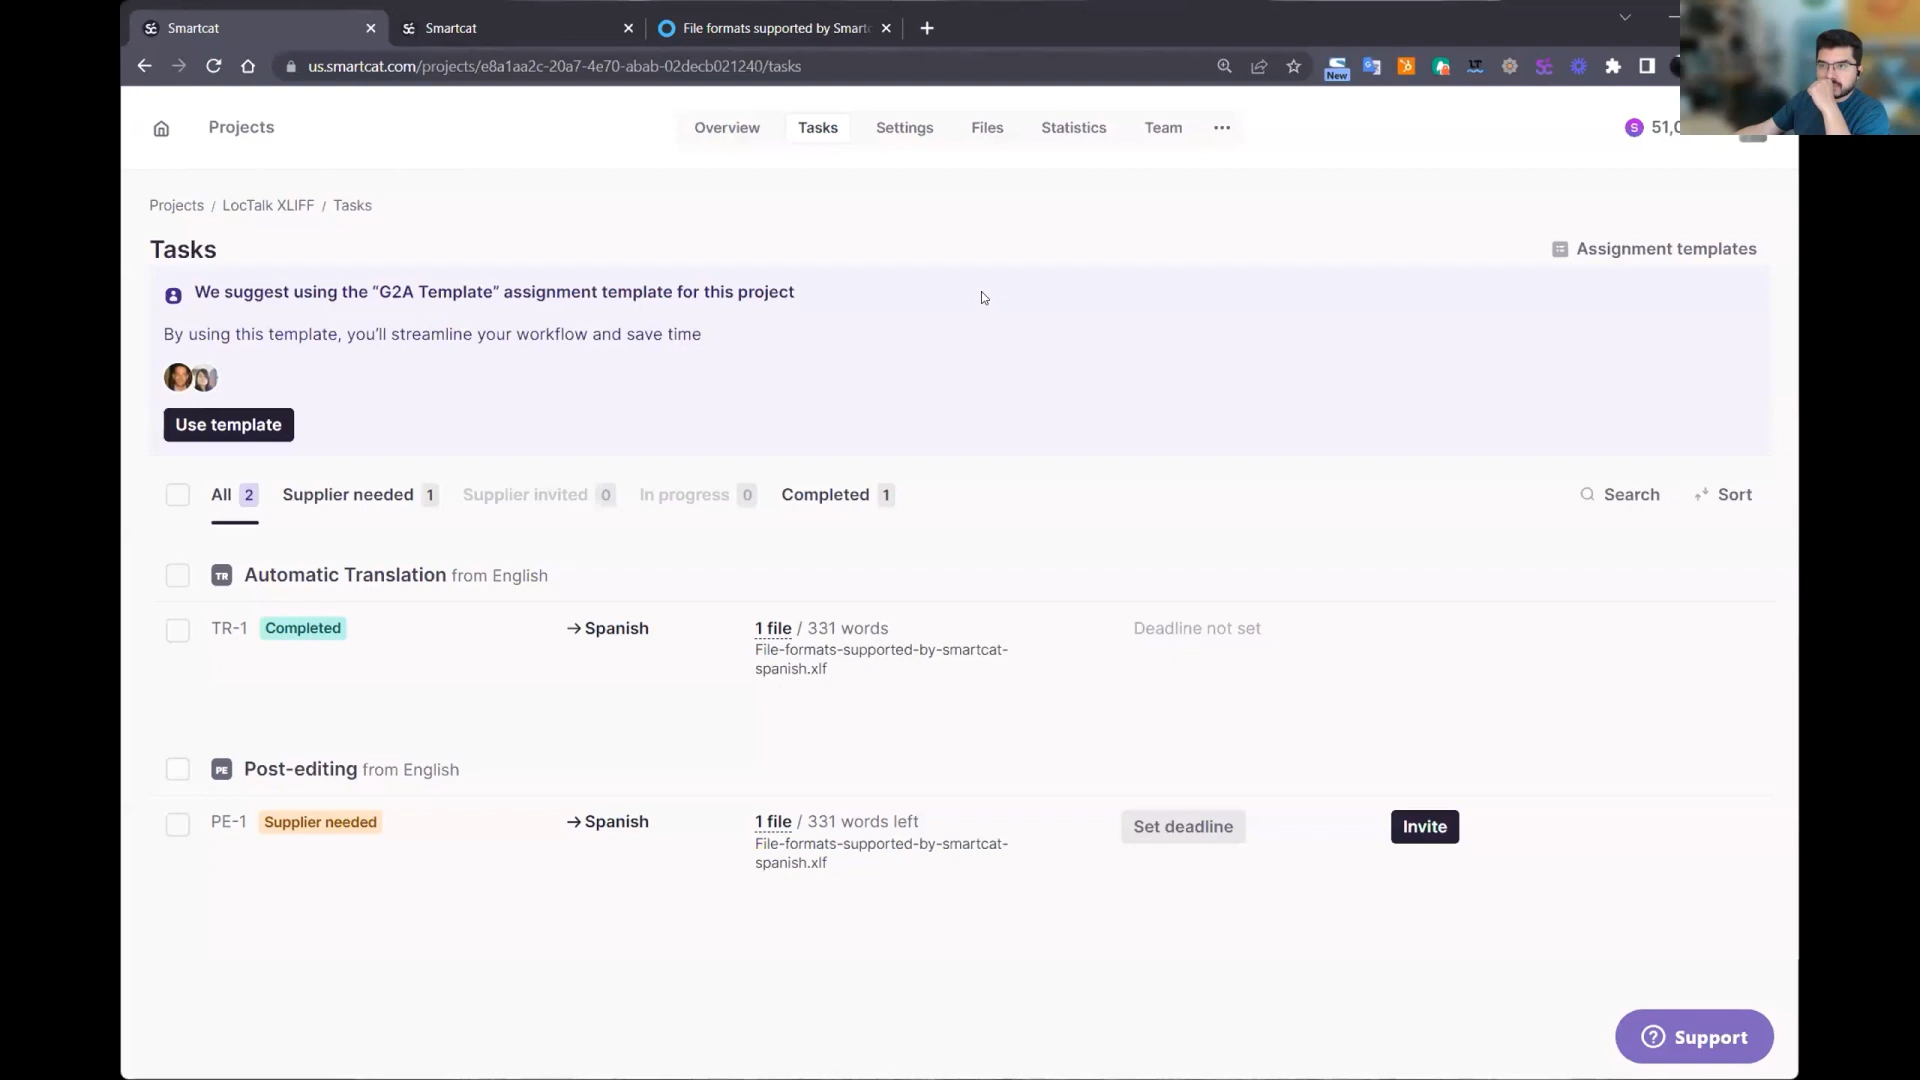 Smartcat
Smartcat
File formats supported by Smart
us.smartcat.com/projects/e8a1aa2c-20a7-4e70-abab-02decb021240/tasks
New
Projects
Overview
Tasks
Settings
Files
Statistics
Team
S
51,0
Projects / LocTalk XLIFF / Tasks
Tasks
Assignment templates
We suggest using the “G2A Template” assignment template for this project
By using this template, you’ll streamline your workflow and save time
Use template
All 2
Supplier needed 1
Supplier invited 0
In progress 0
Completed 1
Search
Sort
TR Automatic Translation from English
TR-1 Completed
→ Spanish
1 file / 331 words
File-formats-supported-by-smartcat-
spanish.xlf
Deadline not set
PE Post-editing from English
PE-1 Supplier needed
→ Spanish
1 file / 331 words left
File-formats-supported-by-smartcat-
spanish.xlf
Set deadline
Invite
? Support